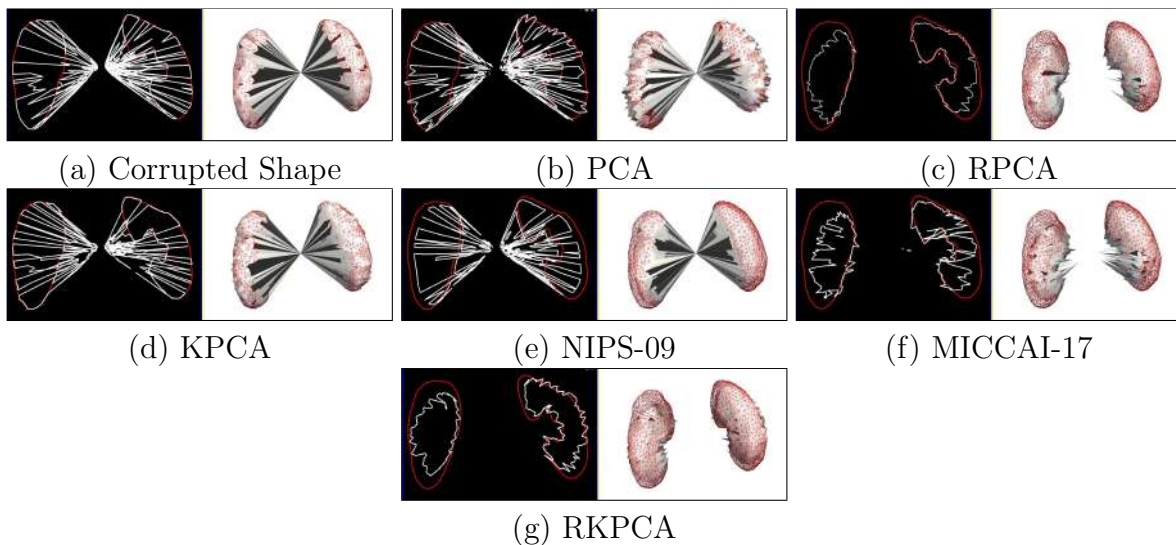 (a) Corrupted Shape
(b) PCA
(c) RPCA
(d) KPCA
(e) NIPS-09
(f) MICCAI-17
(g) RKPCA